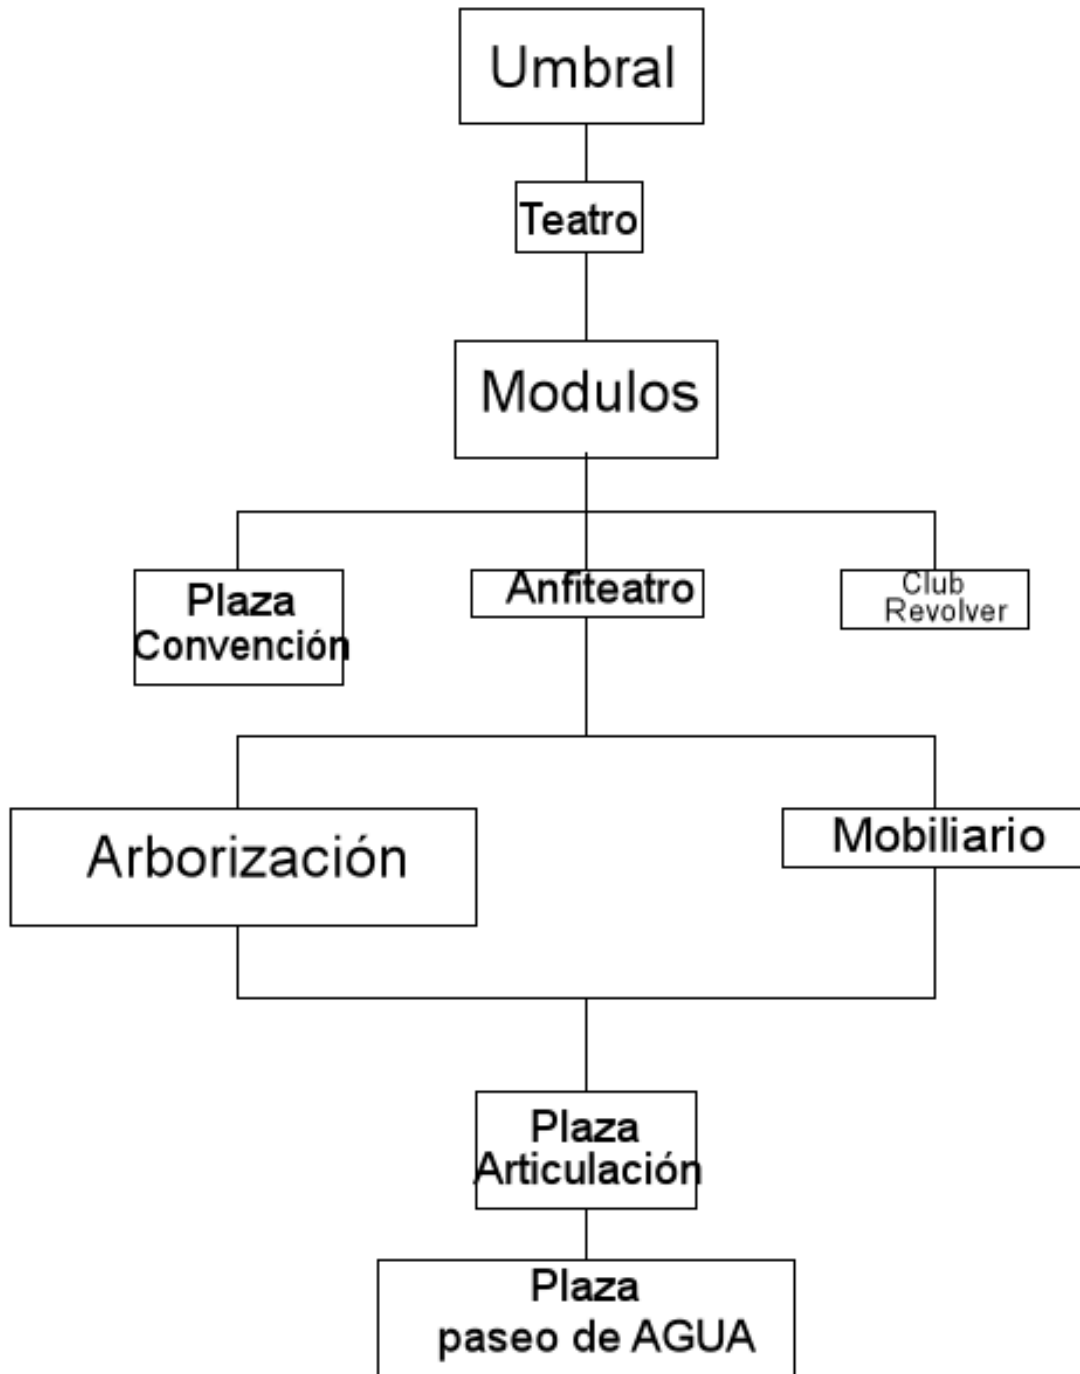 Umbral
Teatro
Modulos
Plaza
Convención
Anfiteatro
Club
Revolver
Arborización
Mobiliario
Plaza
Articulación
Plaza
paseo de AGUA